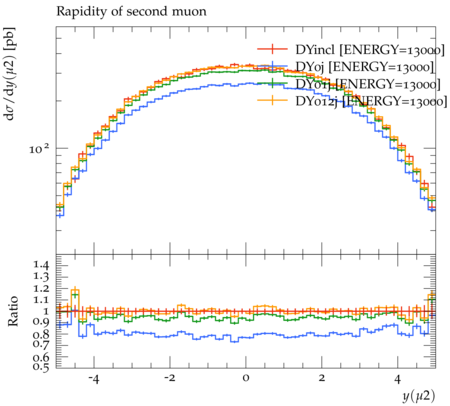 Rapidity of second muon
dσ/dy(μ2) [pb]
DYincl [ENERGY=13000]
DY0j [ENERGY=13000]
DY01j [ENERGY=13000]
DY012j [ENERGY=13000]
10²
Ratio
1.4
1.3
1.2
1.1
1
0.9
0.8
0.7
0.6
0.5
-4 -2 0 2 4
y(μ2)